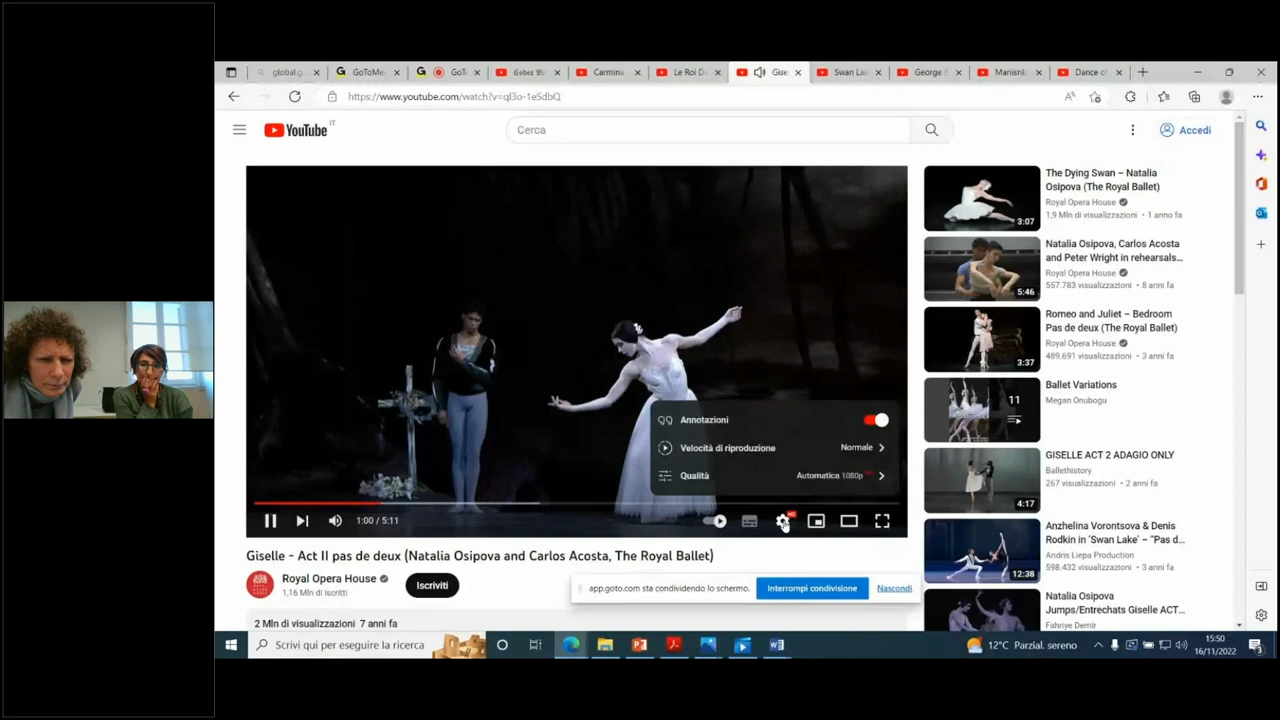 global.g
GoToMe
GoT
Carmina
Le Roi D
Gise
Swan La
George B
Mariisnk
Dance o
https://www.youtube.com/watch?v=qI3o-1eSdbQ
YouTube IT
Cerca
Accedi
Annotazioni
Velocità di riproduzione
Normale
Qualità
Automatica 1080p HD
1:00 / 5:11
HD
Giselle - Act II pas de deux (Natalia Osipova and Carlos Acosta, The Royal Ballet)
Royal Opera House
1,16 Mln di iscritti
Iscriviti
2 Mln di visualizzazioni 7 anni fa
app.goto.com sta condividendo lo schermo.
Interrompi condivisione
Nascondi
3:07
The Dying Swan – Natalia
Osipova (The Royal Ballet)
Royal Opera House
1,9 Mln di visualizzazioni • 1 anno fa
5:46
Natalia Osipova, Carlos Acosta
and Peter Wright in rehearsals...
Royal Opera House
557.783 visualizzazioni • 8 anni fa
3:37
Romeo and Juliet – Bedroom
Pas de deux (The Royal Ballet)
Royal Opera House
489.691 visualizzazioni • 3 anni fa
11
Ballet Variations
Megan Onubogu
4:17
GISELLE ACT 2 ADAGIO ONLY
Ballethistory
267 visualizzazioni • 2 anni fa
12:38
Anzhelina Vorontsova & Denis
Rodkin in 'Swan Lake' – "Pas d...
Andris Liepa Production
598.432 visualizzazioni • 3 anni fa
Natalia Osipova
Jumps/Entrechats Giselle ACT...
Fahriye Demir
Scrivi qui per eseguire la ricerca
12°C Parzial. sereno
15:50
16/11/2022
3